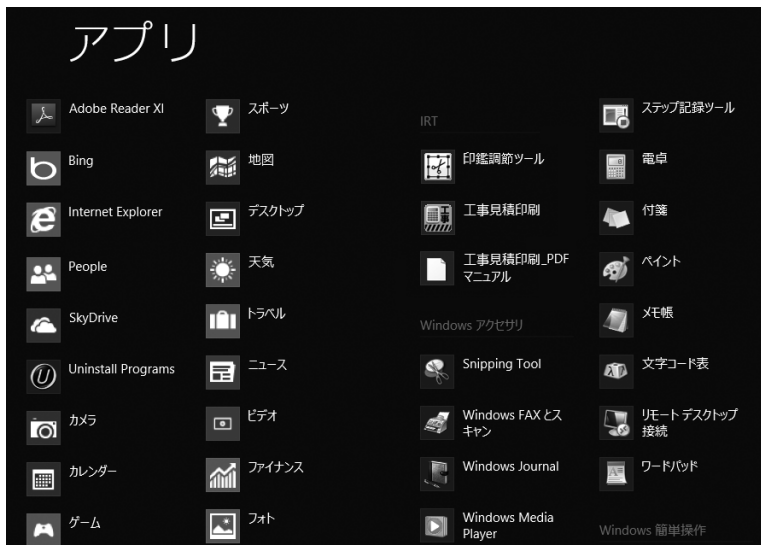 アプリ
Adobe Reader XI
Bing
Internet Explorer
People
SkyDrive
Uninstall Programs
カメラ
カレンダー
ゲーム
スポーツ
地図
デスクトップ
天気
トラベル
ニュース
ビデオ
ファイナンス
フォト
IRT
印鑑調節ツール
工事見積印刷
工事見積印刷_PDF
マニュアル
Windows アクセサリ
Snipping Tool
Windows FAX とス
キャン
Windows Journal
Windows Media
Player
ステップ記録ツール
電卓
付箋
ペイント
メモ帳
文字コード表
リモート デスクトップ
接続
ワードパッド
Windows 簡単操作